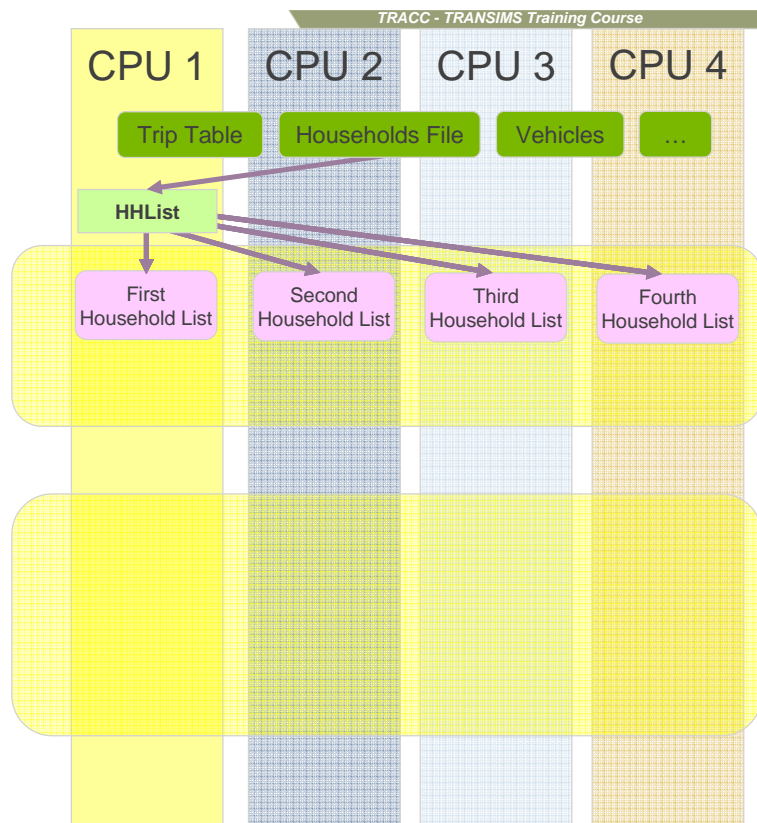 TRACC - TRANSIMS Training Course
CPU 1
CPU 2
CPU 3
CPU 4
Trip Table
Households File
Vehicles
...
HHList
First
Household List
Second
Household List
Third
Household List
Fourth
Household List